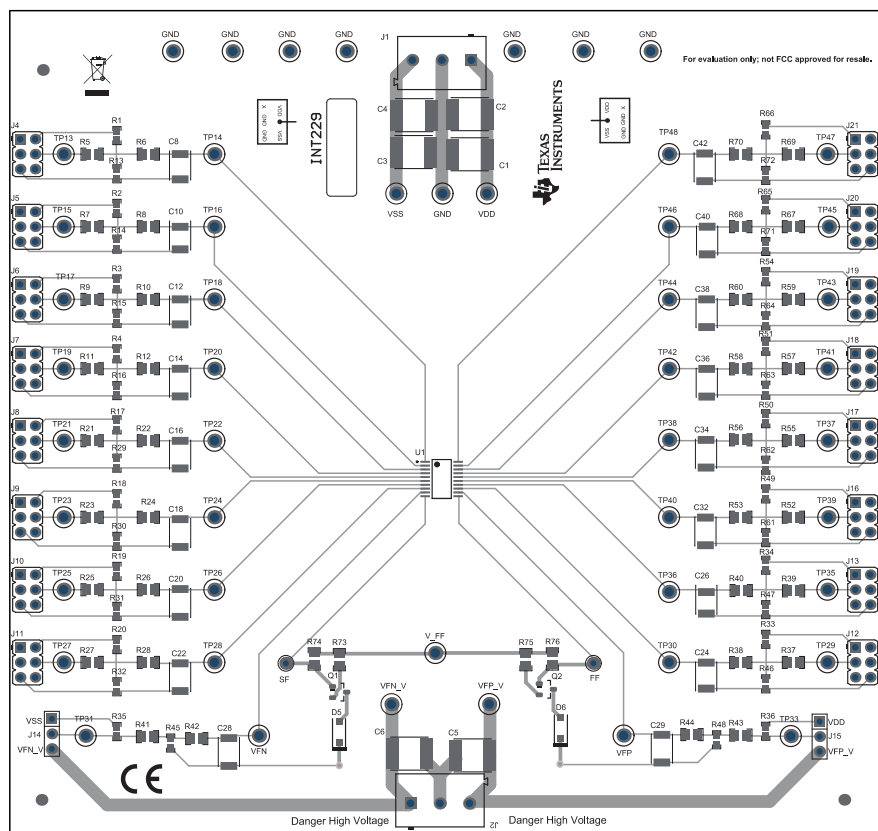 GND GND GND GND J1 GND GND GND
For evaluation only; not FCC approved for resale.
C4 C2
C3 C1
VSS GND VDD
X VDD
GND GND
GND VSS
INT229
TEXAS
INSTRUMENTS
VSS VDD
GND GND X
J4 TP13 R1 R5 R6 C8 TP14 R13
J5 TP15 R2 R7 R8 C10 TP16 R14
J6 TP17 R3 R9 R10 C12 TP18 R15
J7 TP19 R4 R11 R12 C14 TP20 R16
J8 TP21 R17 R21 R22 C16 TP22 R29
J9 TP23 R18 R23 R24 C18 TP24 R30
J10 TP25 R19 R25 R26 C20 TP26 R31
J11 TP27 R20 R27 R28 C22 TP28 R32
U1
TP48 C42 R70 R66 R69 TP47 J21 R72
TP46 C40 R68 R65 R67 TP45 J20 R71
TP44 C38 R60 R54 R59 TP43 J19 R64
TP42 C36 R58 R51 R57 TP41 J18 R63
TP38 C34 R56 R50 R55 TP37 J17 R62
TP40 C32 R53 R49 R52 TP39 J16 R61
TP36 C26 R40 R34 R39 TP35 J13 R47
TP30 C24 R38 R33 R37 TP29 J12 R46
R74 R73 V_FF R75 R76
SF Q1 Q2 FF
VFN_V VFP_V
D5 D6
VSS TP31 R35 R41 R45 R42 C28
J14 VFN
VFN_V
C6 C5
C29 R44 R48 R43 R36 TP33 VDD
VFP J15
VFP_V
CE
Danger High Voltage J2 Danger High Voltage